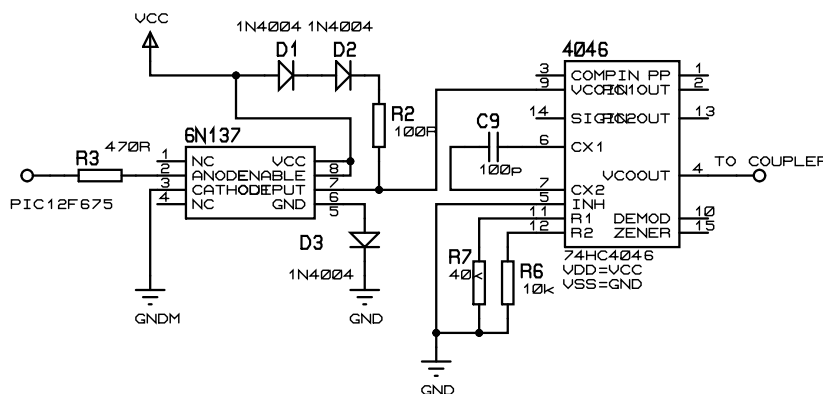 VCC
1N4004 1N4004
D1 D2
R2
100R
R3
470R
PIC12F675
6N137
1 NC VCC
2 ANODE ENABLE 8
3 CATHODE OUTPUT 7
4 NC GND 6
5
GNDM
D3
1N4004
GND
C9
100p
4046
3 COMPIN PP 1
9 VCOIN PC1OUT 2
14 SIGIN PC2OUT 13
6 CX1
VCOOUT 4
TO COUPLER
7 CX2
5 INH
11 R1 DEMOD 10
12 R2 ZENER 15
74HC4046
VDD=VCC
VSS=GND
R7
40k
R6
10k
GND